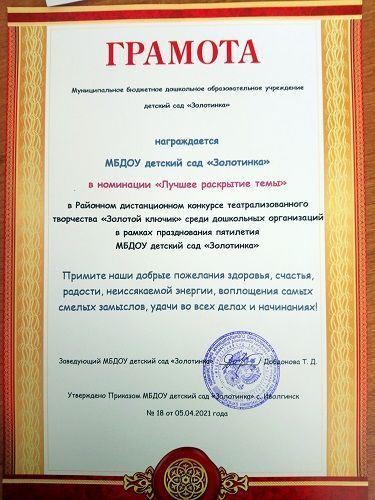 ГРАМОТА
Муниципальное бюджетное дошкольное образовательное учреждение
детский сад «Золотинка»
награждается
МБДОУ детский сад «Золотинка»
в номинации «Лучшее раскрытие темы»
в Районном дистанционном конкурсе театрализованного
творчества «Золотой ключик» среди дошкольных организаций
в рамках празднования пятилетия
МБДОУ детский сад «Золотинка»
Примите наши добрые пожелания здоровья, счастья,
радости, неиссякаемой энергии, воплощения самых
смелых замыслов, удачи во всех делах и начинаниях!
Заведующий МБДОУ детский сад «Золотинка» / Дабданова Т. Д.
Утверждено Приказом МБДОУ детский сад «Золотинка» с. Иволгинск
№ 18 от 05.04.2021 года